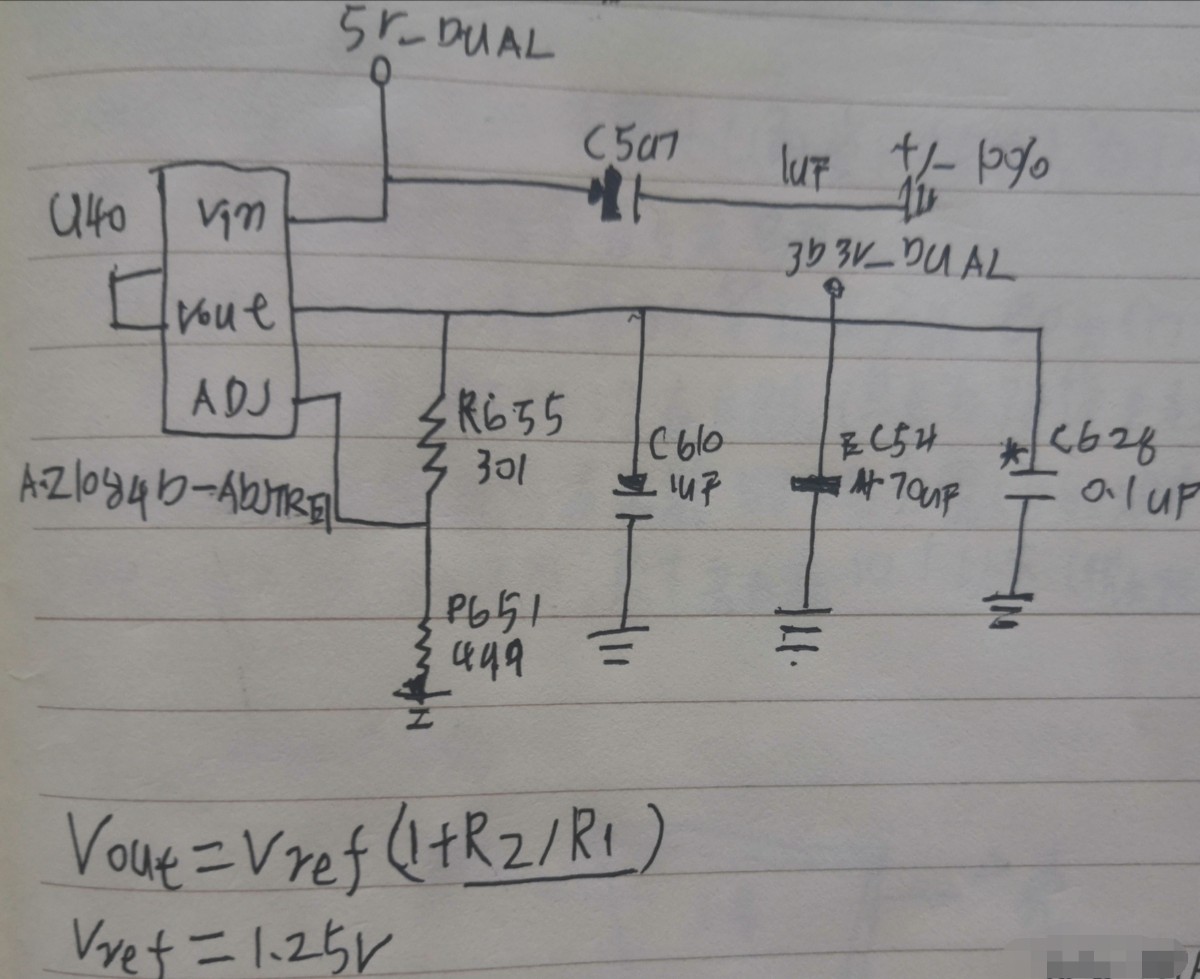 5V_DUAL
C507
1uF
+/- 10%
U40
Vin
3D3V_DUAL
Vout
ADJ
R655
301
C610
1uF
EC54
470uF
*
C628
0.1uF
AZ1084D-ADJTRE1
R651
499
Vout=Vref(1+R2/R1)
Vref=1.25V